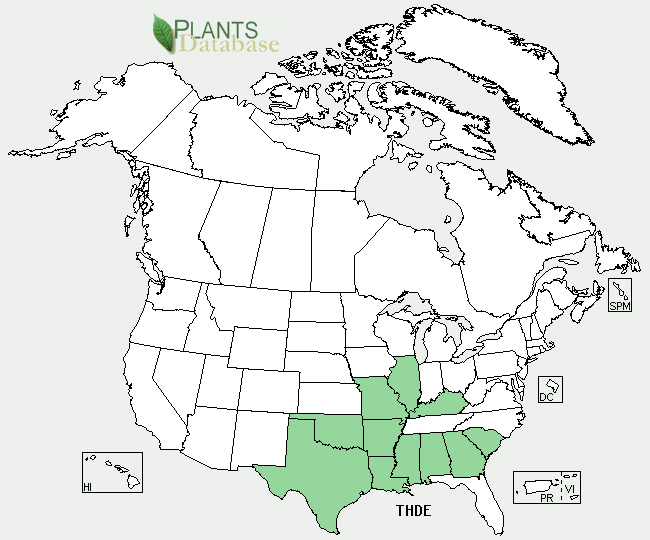 PLANTS
Database
SPM
DC
HI
PR
VI
THDE